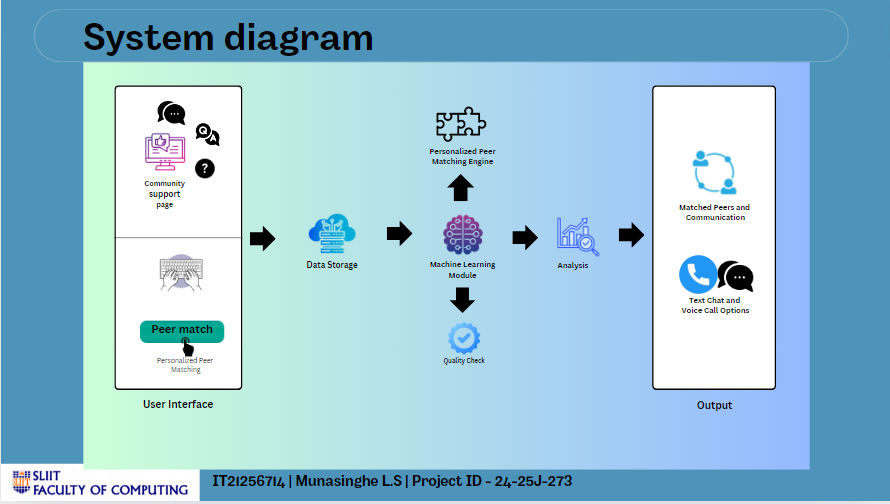 System diagram
Q
A
?
Community
support
page
Peer match
Personalized Peer
Matching
User Interface
Data Storage
Personalized Peer
Matching Engine
Machine Learning
Module
Quality Check
Analysis
Matched Peers and
Communication
Text Chat and
Voice Call Options
Output
SLIIT
FACULTY OF COMPUTING
IT21256714 | Munasinghe L.S | Project ID - 24-25J-273